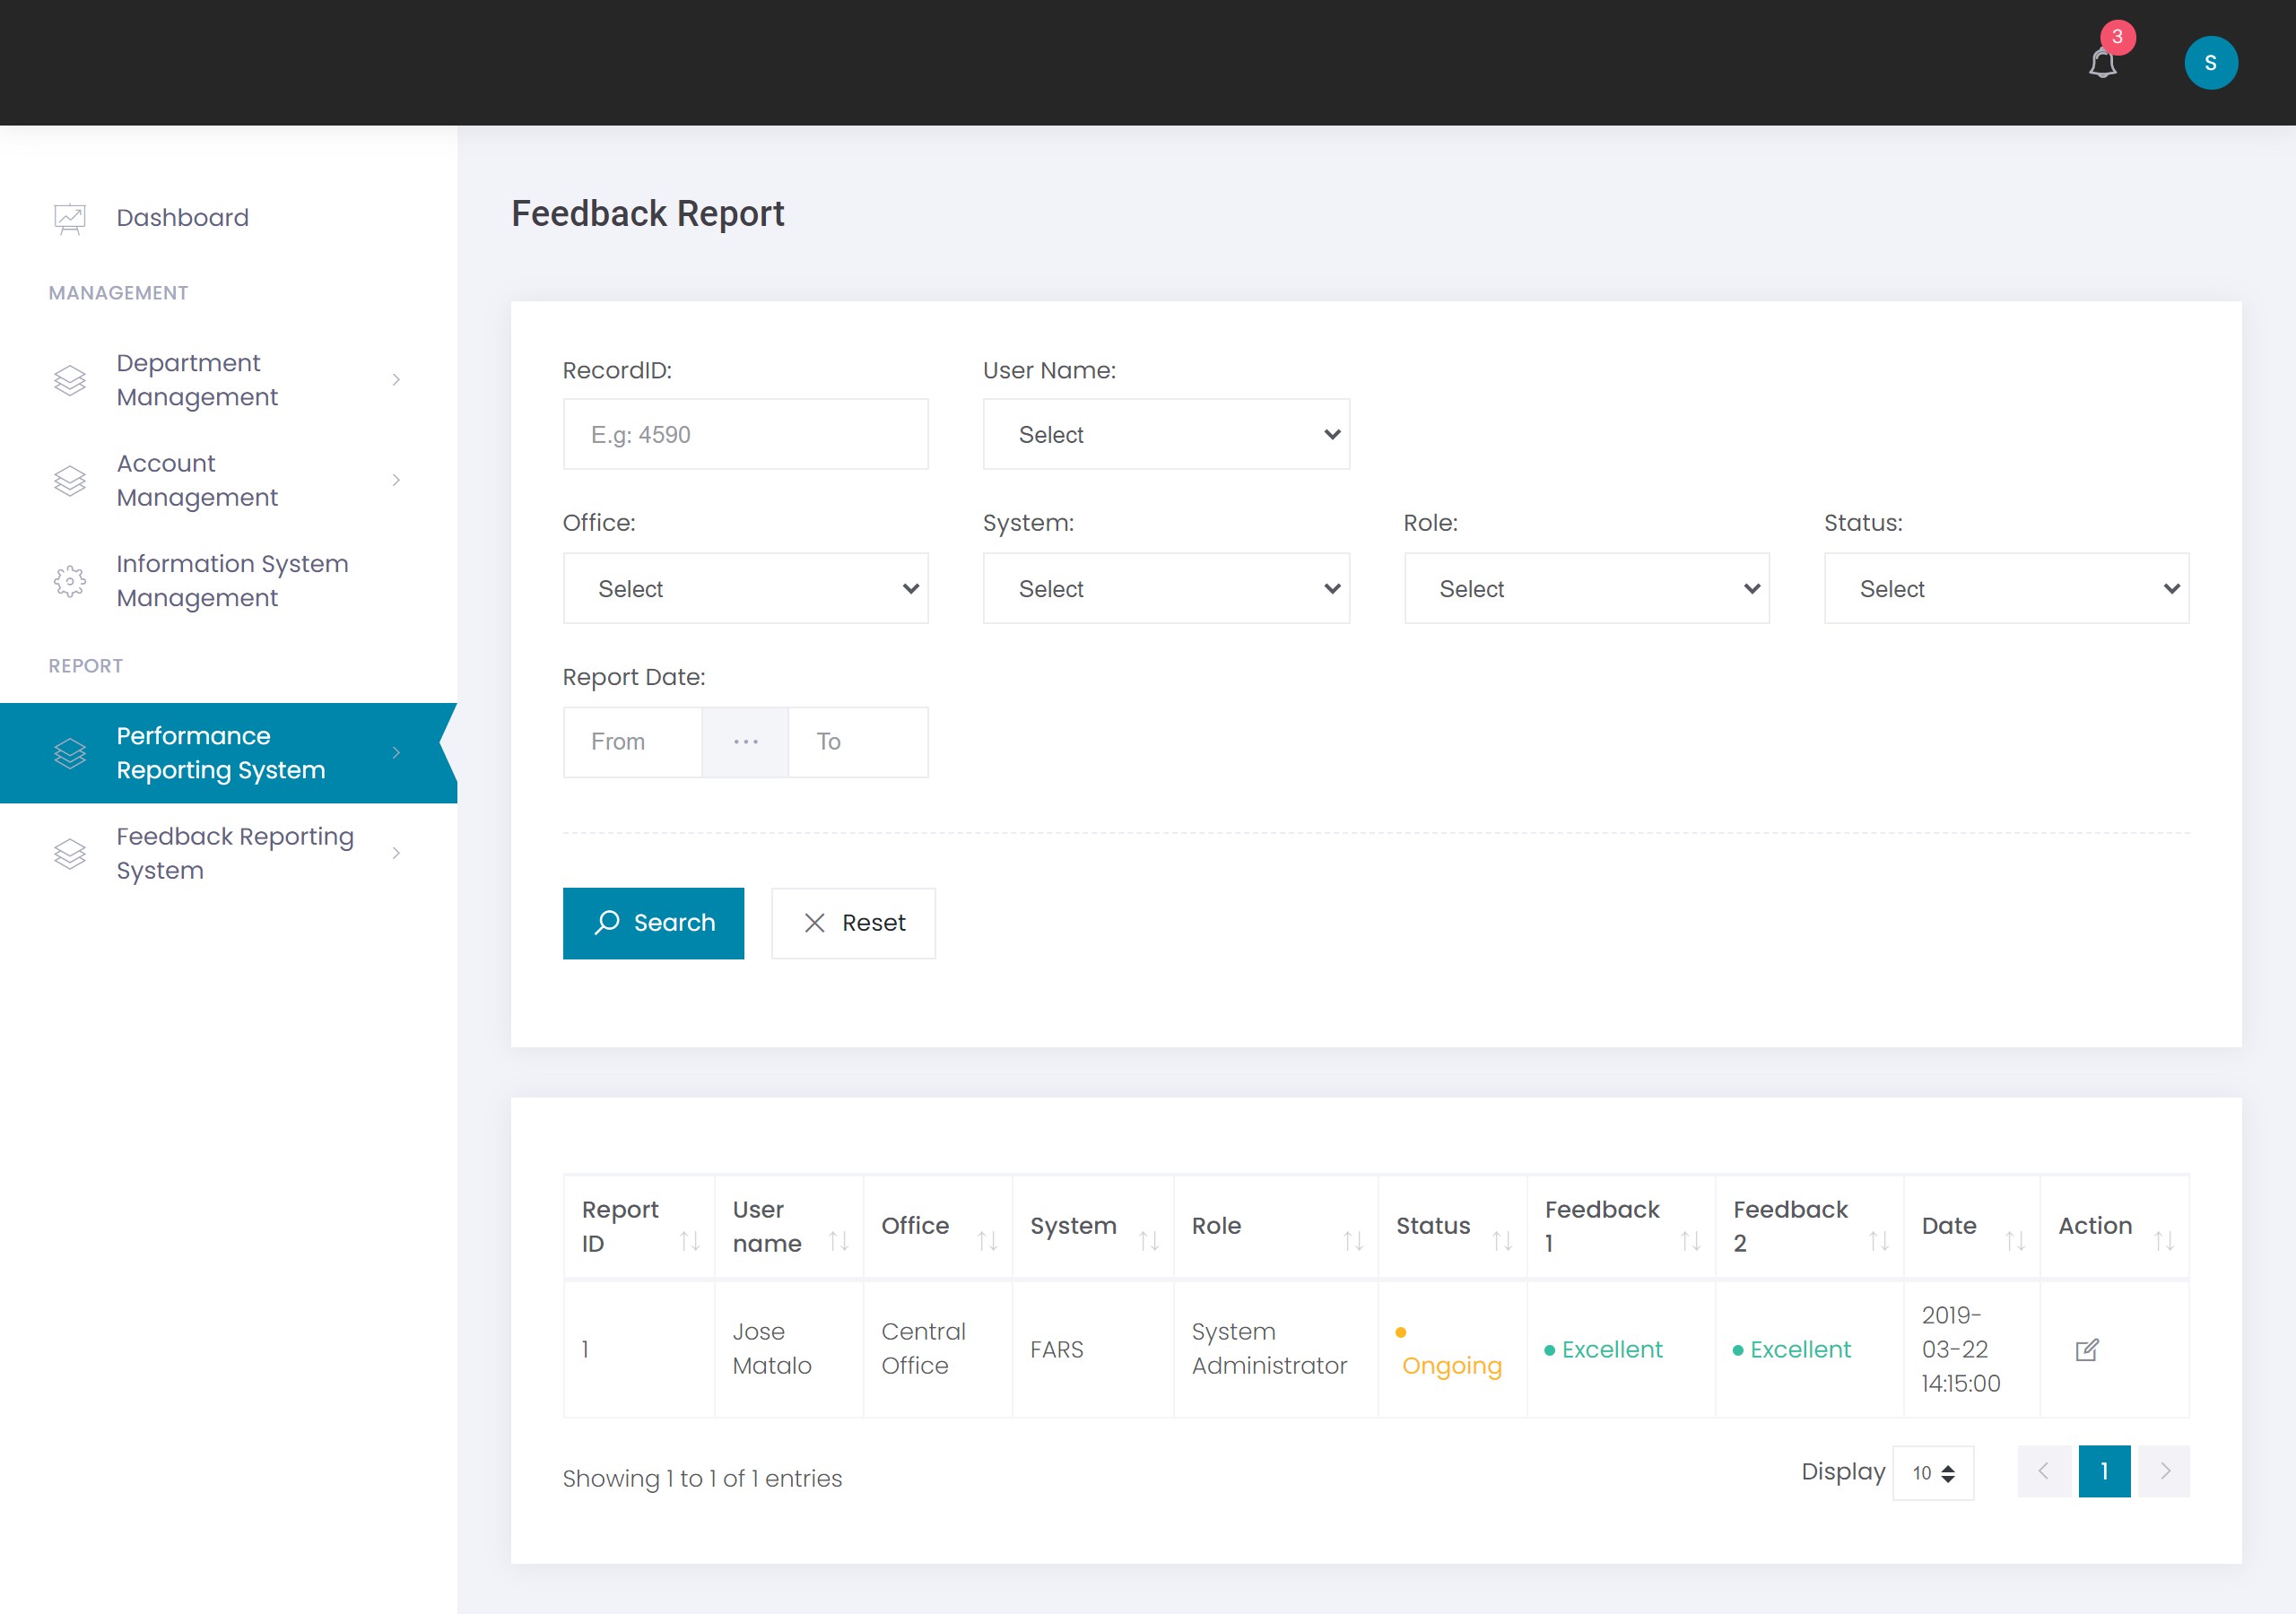 3
S
Dashboard
MANAGEMENT
Department
Management
Account
Management
Information System
Management
REPORT
Performance
Reporting System
Feedback Reporting
System
Feedback Report
RecordID:
User Name:
E.g: 4590
Select
Office:
System:
Role:
Status:
Select
Select
Select
Select
Report Date:
From
...
To
Search
Reset
Report
ID
User
name
Office
System
Role
Status
Feedback
1
Feedback
2
Date
Action
1
Jose
Matalo
Central
Office
FARS
System
Administrator
Ongoing
Excellent
Excellent
2019-
03-22
14:15:00
Showing 1 to 1 of 1 entries
Display
10
1